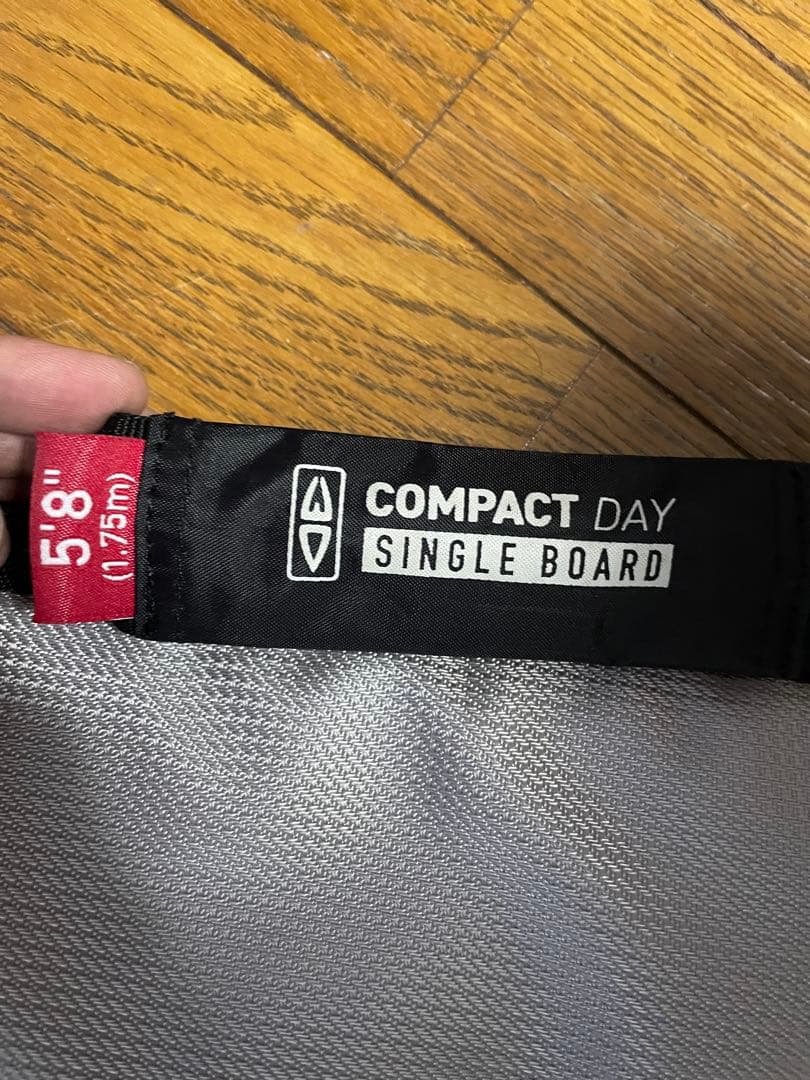 5'8"
(1.75m)
COMPACT DAY
SINGLE BOARD